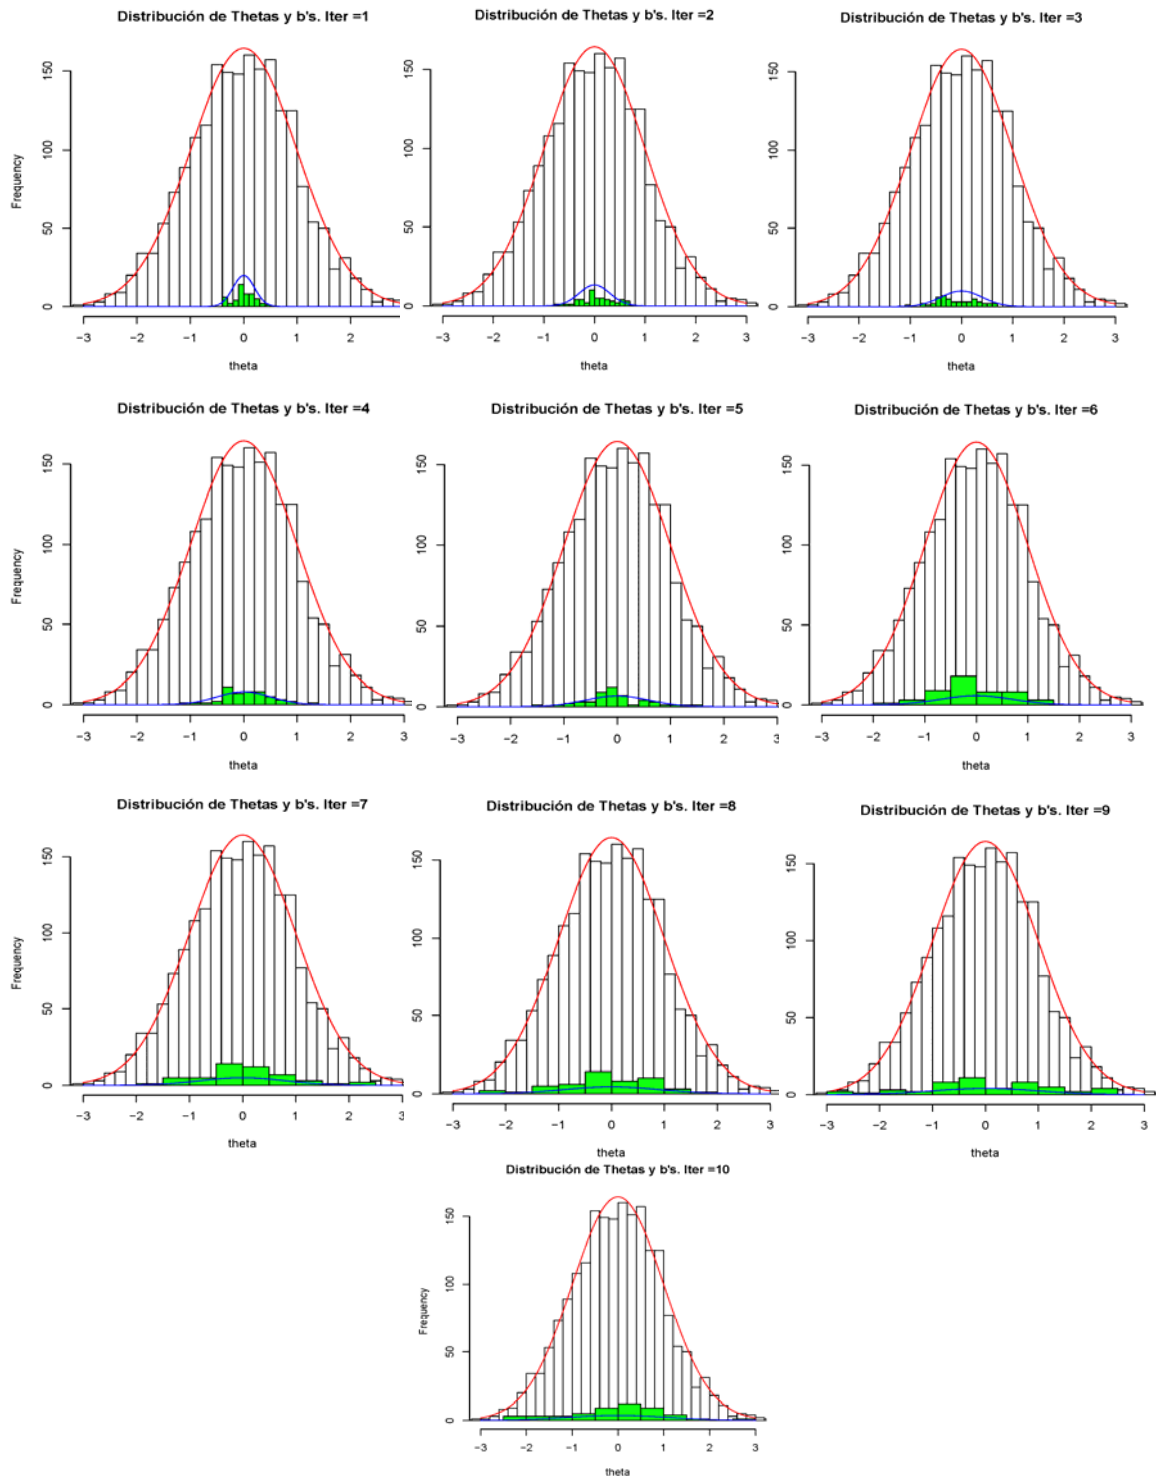 Distribución de Thetas y b's. Iter =1
Distribución de Thetas y b's. Iter =2
Distribución de Thetas y b's. Iter =3
Frequency
0 50 100 150
0 50 100 150
0 50 100 150
−3 −2 −1 0 1 2
−3 −2 −1 0 1 2 3
−3 −2 −1 0 1 2 3
theta
theta
theta
Distribución de Thetas y b's. Iter =4
Distribución de Thetas y b's. Iter =5
Distribución de Thetas y b's. Iter =6
Frequency
0 50 100 150
0 50 100 150
0 50 100 150
−3 −2 −1 0 1 2 3
−3 −2 −1 0 1 2 3
−3 −2 −1 0 1 2 3
theta
theta
theta
Distribución de Thetas y b's. Iter =7
Distribución de Thetas y b's. Iter =8
Distribución de Thetas y b's. Iter =9
Frequency
0 50 100 150
0 50 100 150
0 50 100 150
−3 −2 −1 0 1 2 3
−3 −2 −1 0 1 2 3
−3 −2 −1 0 1 2 3
theta
theta
theta
Distribución de Thetas y b's. Iter =10
Frequency
0 50 100 150
−3 −2 −1 0 1 2 3
theta